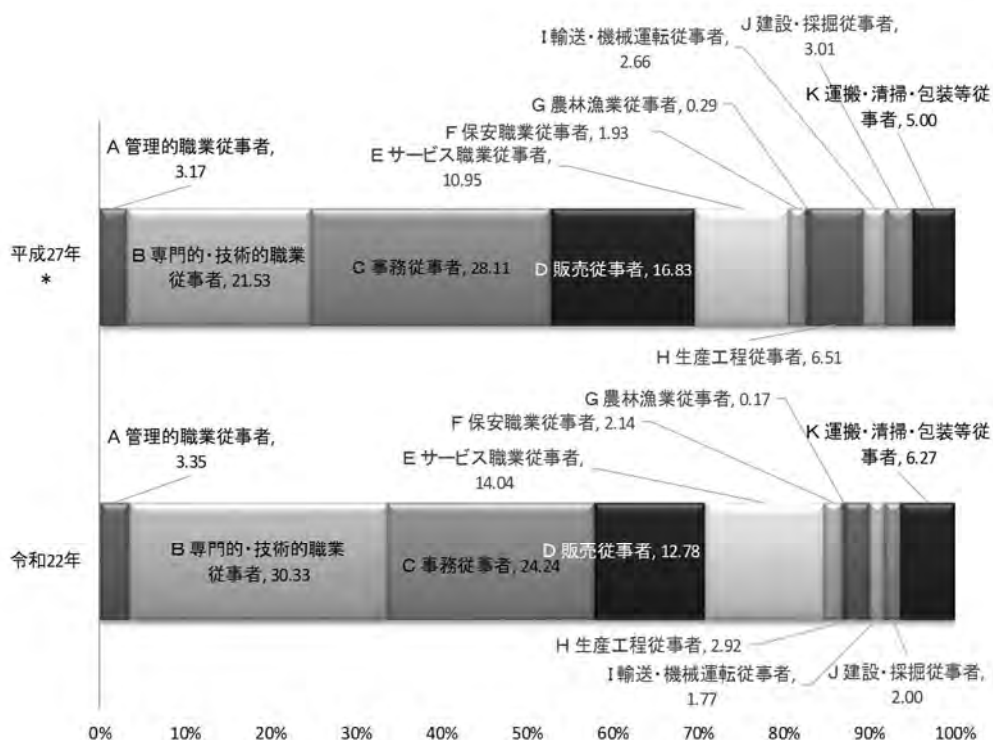 J 建設・採掘従事者,
3.01
I 輸送・機械運転従事者,
2.66
K 運搬・清掃・包装等従
事者, 5.00
G 農林漁業従事者, 0.29
F 保安職業従事者, 1.93
E サービス職業従事者,
10.95
A 管理的職業従事者,
3.17
平成27年
*
B 専門的・技術的職業
従事者, 21.53
C 事務従事者, 28.11
D 販売従事者, 16.83
H 生産工程従事者, 6.51
G 農林漁業従事者, 0.17
F 保安職業従事者, 2.14
K 運搬・清掃・包装等従
事者, 6.27
A 管理的職業従事者,
3.35
E サービス職業従事者,
14.04
令和22年
B 専門的・技術的職業
従事者, 30.33
C 事務従事者, 24.24
D 販売従事者, 12.78
H 生産工程従事者, 2.92
I 輸送・機械運転従事者,
1.77
J 建設・採掘従事者,
2.00
0% 10% 20% 30% 40% 50% 60% 70% 80% 90% 100%